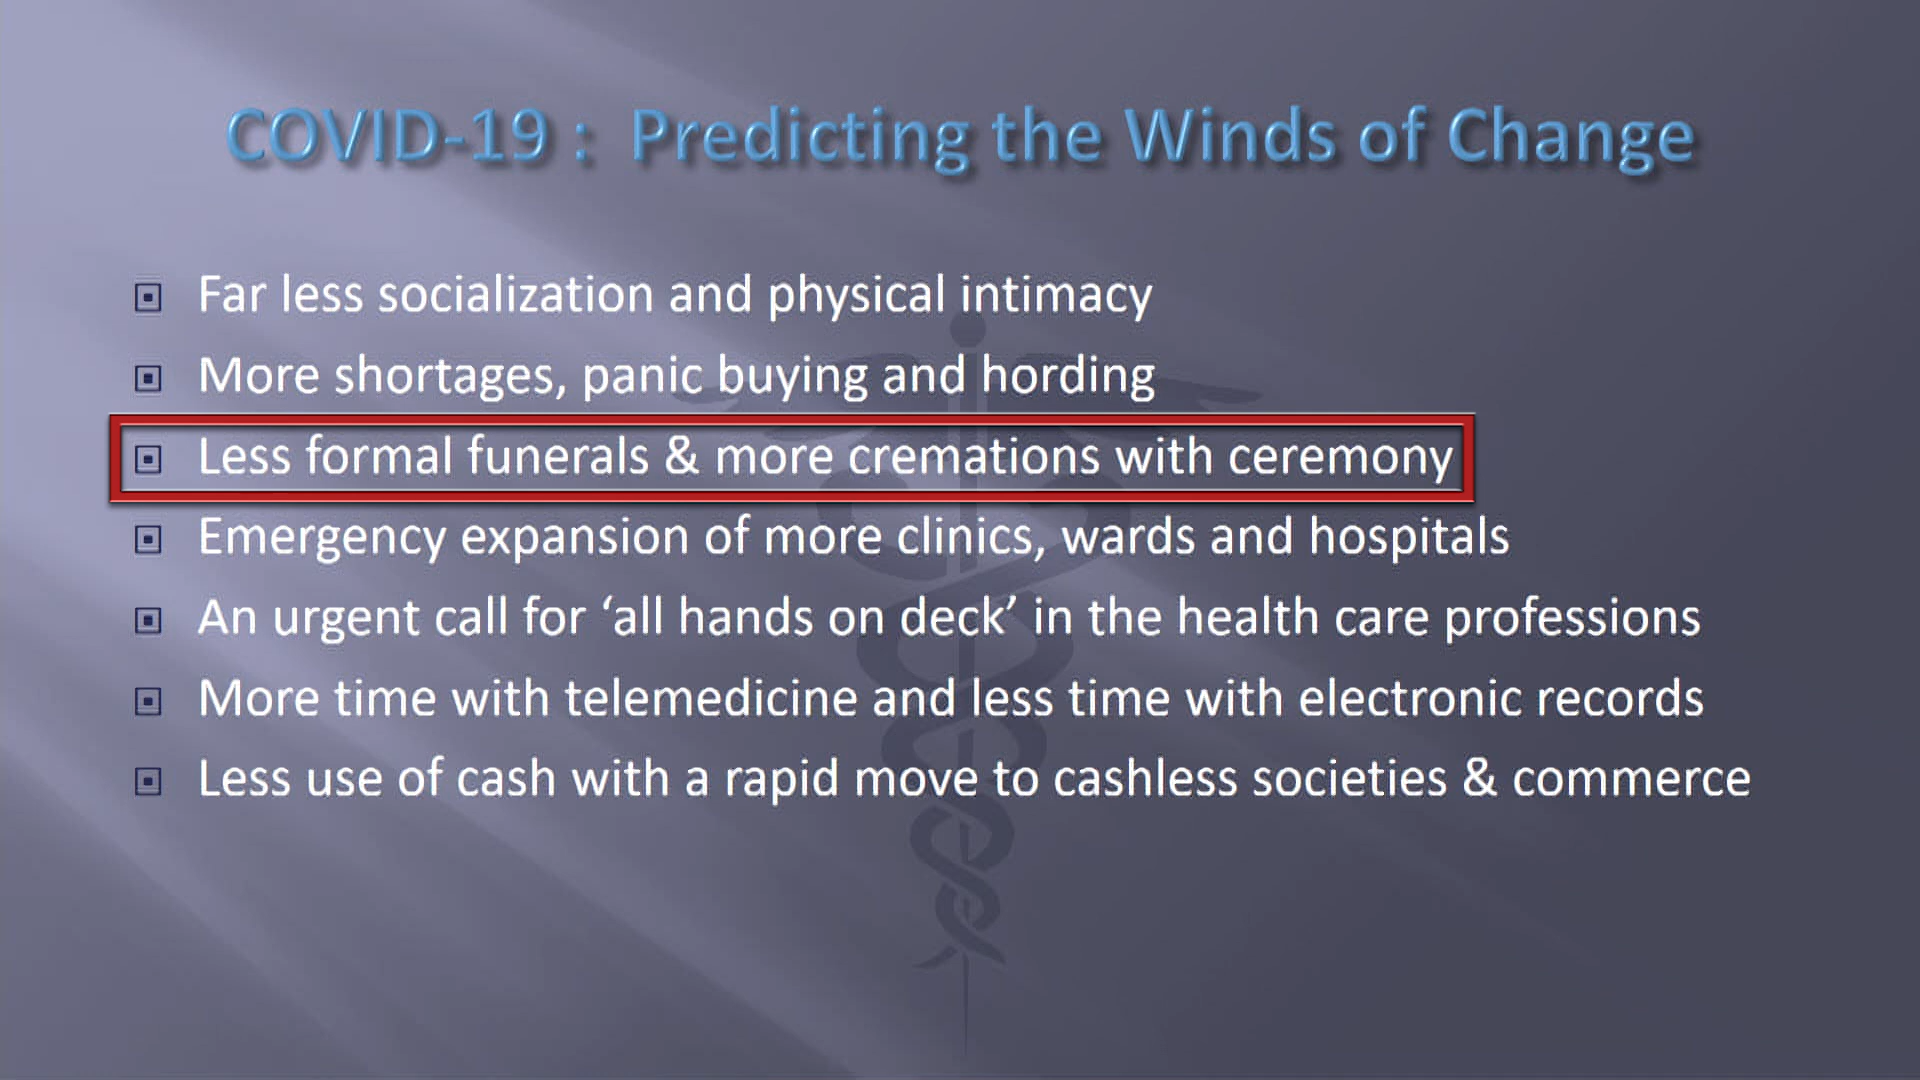 COVID-19 : Predicting the Winds of Change
Far less socialization and physical intimacy
More shortages, panic buying and hording
Less formal funerals & more cremations with ceremony
Emergency expansion of more clinics, wards and hospitals
An urgent call for ‘all hands on deck’ in the health care professions
More time with telemedicine and less time with electronic records
Less use of cash with a rapid move to cashless societies & commerce